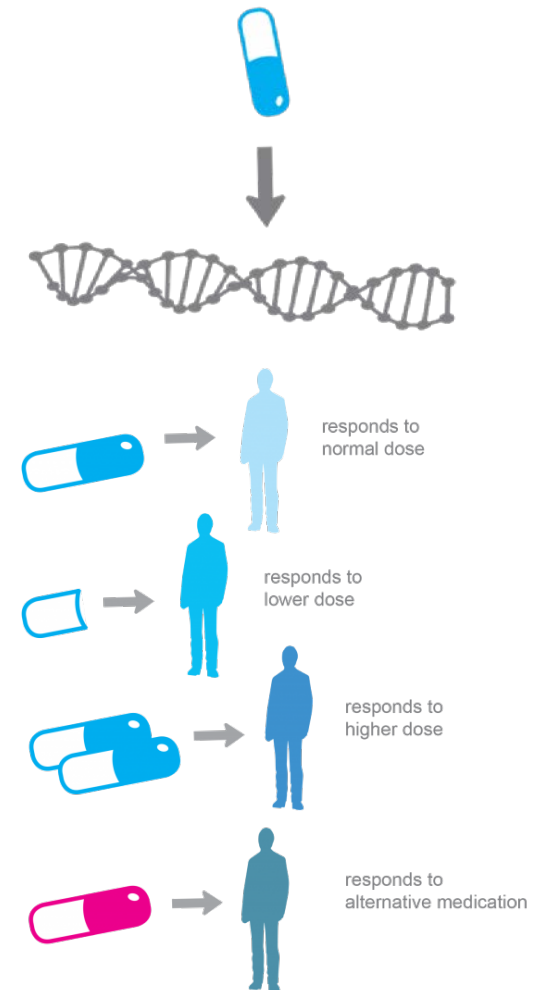 responds to
normal dose
responds to
lower dose
responds to
higher dose
responds to
alternative medication